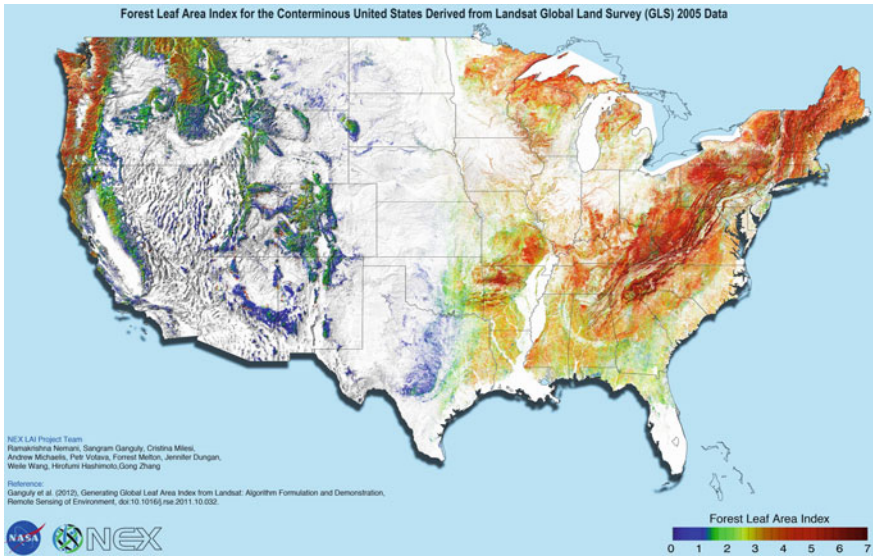 Forest Leaf Area Index for the Conterminous United States Derived from Landsat Global Land Survey (GLS) 2005 Data
NEX LAI Project Team
Ramakrishna Nemani, Sangram Ganguly, Cristina Milesi,
Andrew Michaelis, Petr Votava, Forrest Melton, Jennifer Dungan,
Weile Wang, Hirofumi Hashimoto,Gong Zhang
Reference:
Ganguly et al. (2012), Generating Global Leaf Area Index from Landsat: Algorithm Formulation and Demonstration,
Remote Sensing of Environment, doi:10.1016/j.rse.2011.10.032.
NASA
NEX
Forest Leaf Area Index
0 1 2 3 4 5 6 7